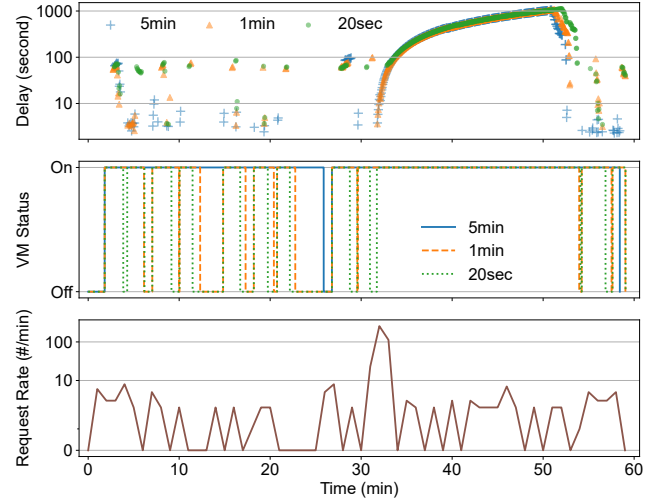 5min 1min 20sec
Delay (second)
1000
100
10
VM Status
On
Off
5min
1min
20sec
Request Rate (#/min)
100
10
0
0 10 20 30 40 50 60
Time (min)